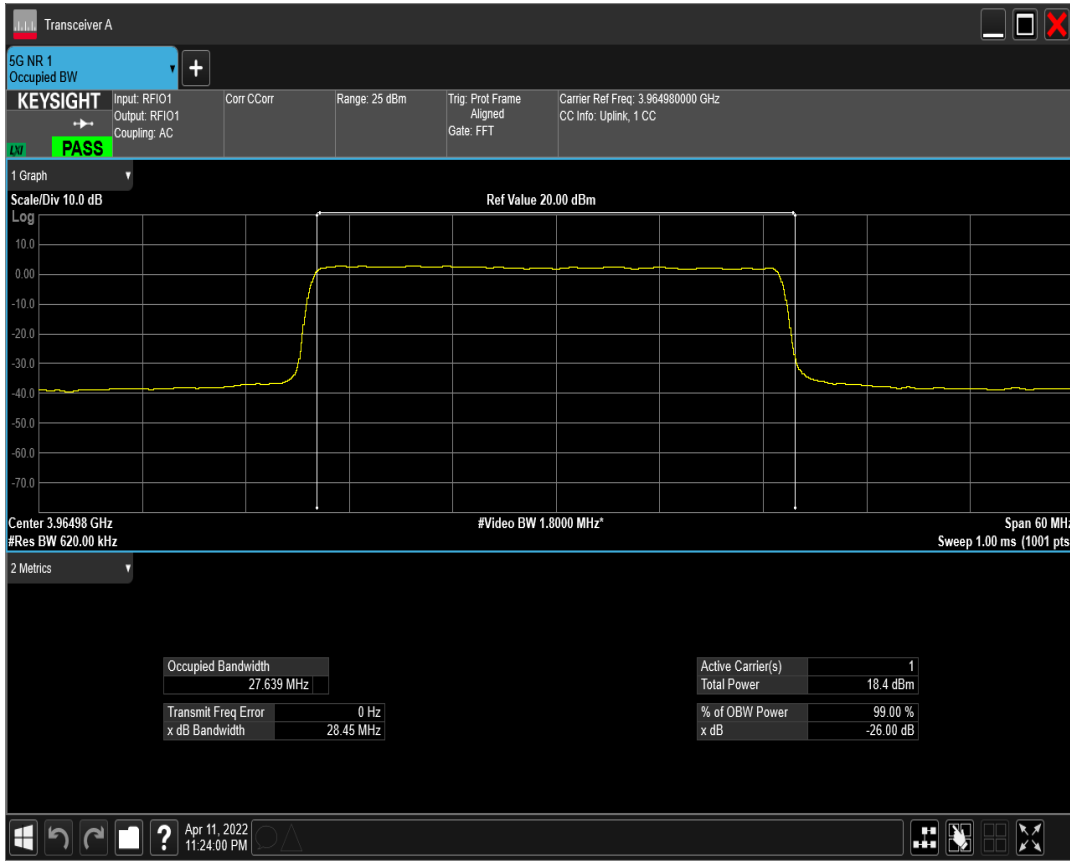 Transceiver A
5G NR 1
Occupied BW
+
KEYSIGHT
LXI
PASS
Input: RFIO1
Output: RFIO1
Coupling: AC
Corr CCorr
Range: 25 dBm
Trig: Prot Frame
Aligned
Gate: FFT
Carrier Ref Freq: 3.964980000 GHz
CC Info: Uplink, 1 CC
1 Graph
Scale/Div 10.0 dB
Ref Value 20.00 dBm
Log
10.0
0.00
-10.0
-20.0
-30.0
-40.0
-50.0
-60.0
-70.0
Center 3.96498 GHz
#Video BW 1.8000 MHz*
Span 60 MHz
#Res BW 620.00 kHz
Sweep 1.00 ms (1001 pts
2 Metrics
Occupied Bandwidth
27.639 MHz
Transmit Freq Error 0 Hz
x dB Bandwidth 28.45 MHz
Active Carrier(s) 1
Total Power 18.4 dBm
% of OBW Power 99.00 %
x dB -26.00 dB
?
Apr 11, 2022
11:24:00 PM